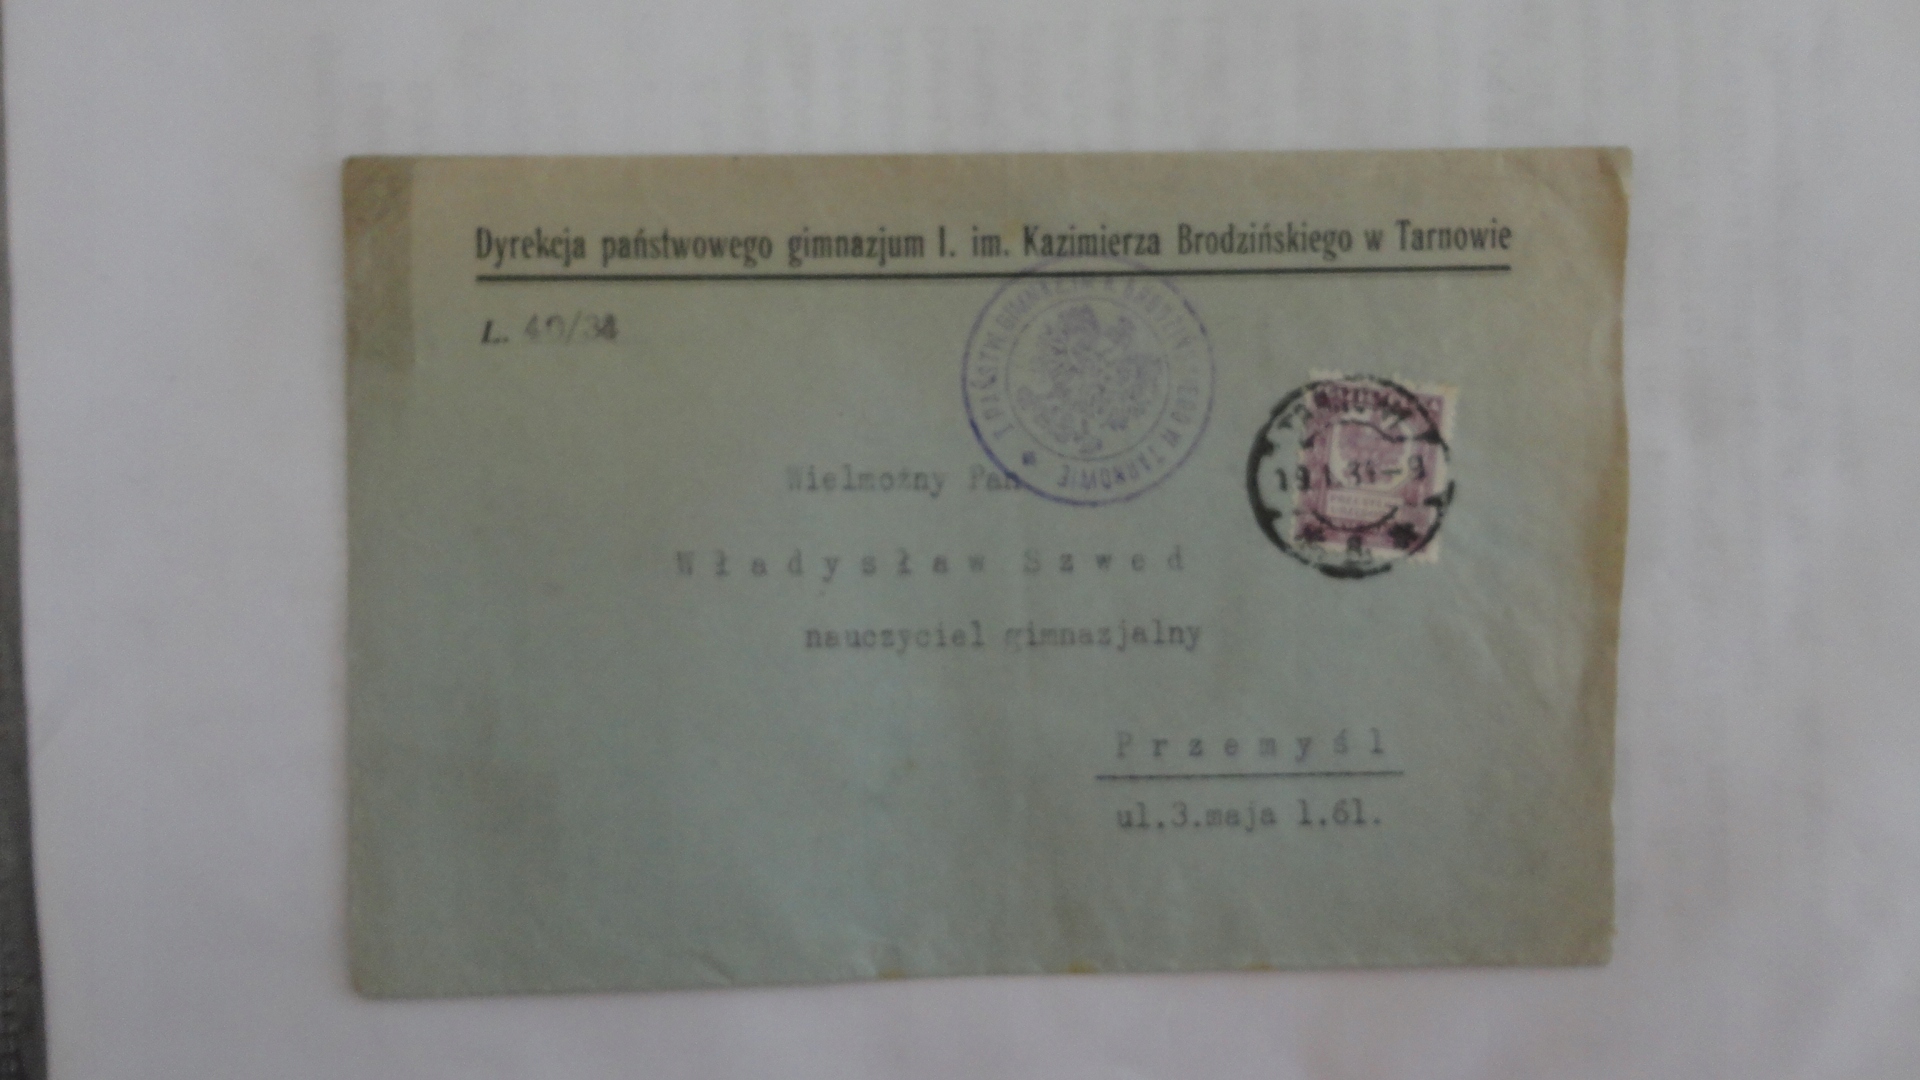 Dyrekcja państwowego gimnazjum I. im. Kazimierza Brodzińskiego w Tarnowie
L. 40/34
Wielmożny Pan
Władysław Szwed
nauczyciel gimnazjalny
Przemyśl
ul.3.maja l.61.